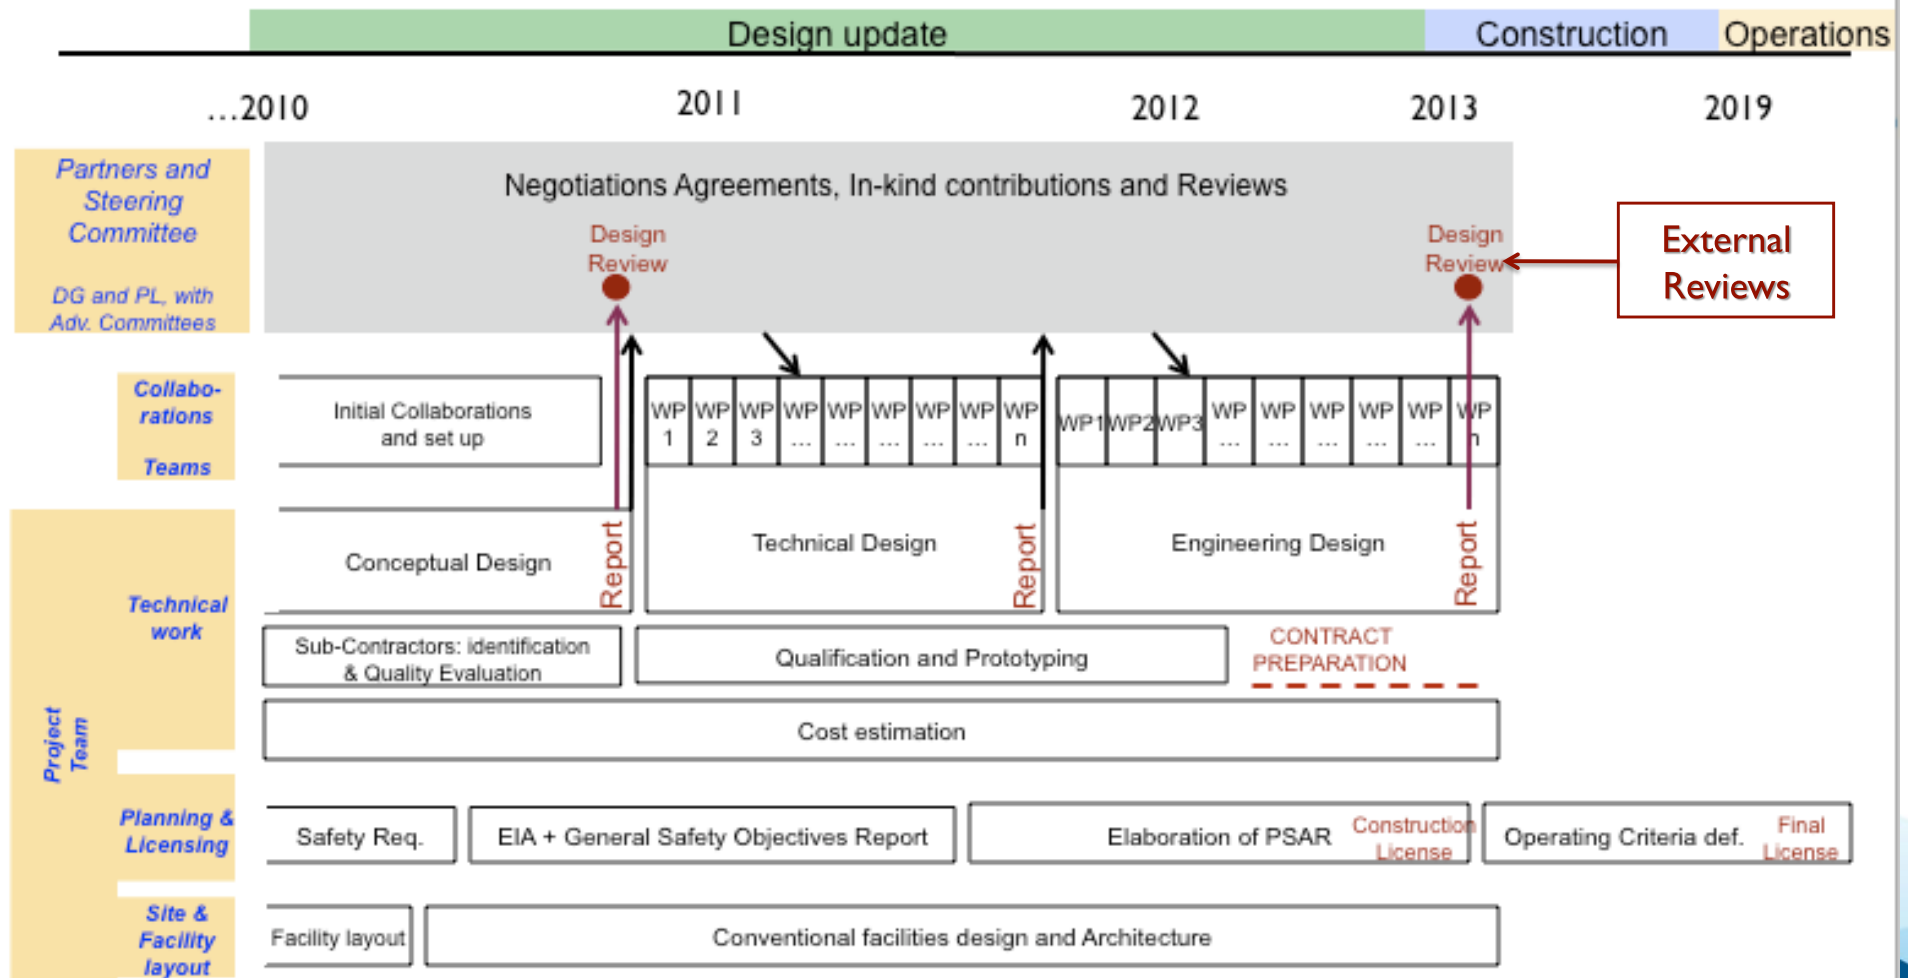 Design update
Construction
Operations
...2010
2011
2012
2013
2019
Partners and
Steering
Committee
DG and PL, with
Adv. Committees
Negotiations Agreements, In-kind contributions and Reviews
Design
Review
Design
Review
External
Reviews
Collabo-
rations
Teams
Initial Collaborations
and set up
WP
1
WP
2
WP
3
WP
...
WP
...
WP
...
WP
...
WP
...
WP
n
WP1
WP2
WP3
WP
...
WP
...
WP
...
WP
...
WP
...
WP
n
Project
Team
Technical
work
Conceptual Design
Report
Technical Design
Report
Engineering Design
Report
Sub-Contractors: identification
& Quality Evaluation
Qualification and Prototyping
CONTRACT
PREPARATION
Cost estimation
Planning &
Licensing
Safety Req.
EIA + General Safety Objectives Report
Elaboration of PSAR
Construction
License
Operating Criteria def.
Final
License
Site &
Facility
layout
Facility layout
Conventional facilities design and Architecture